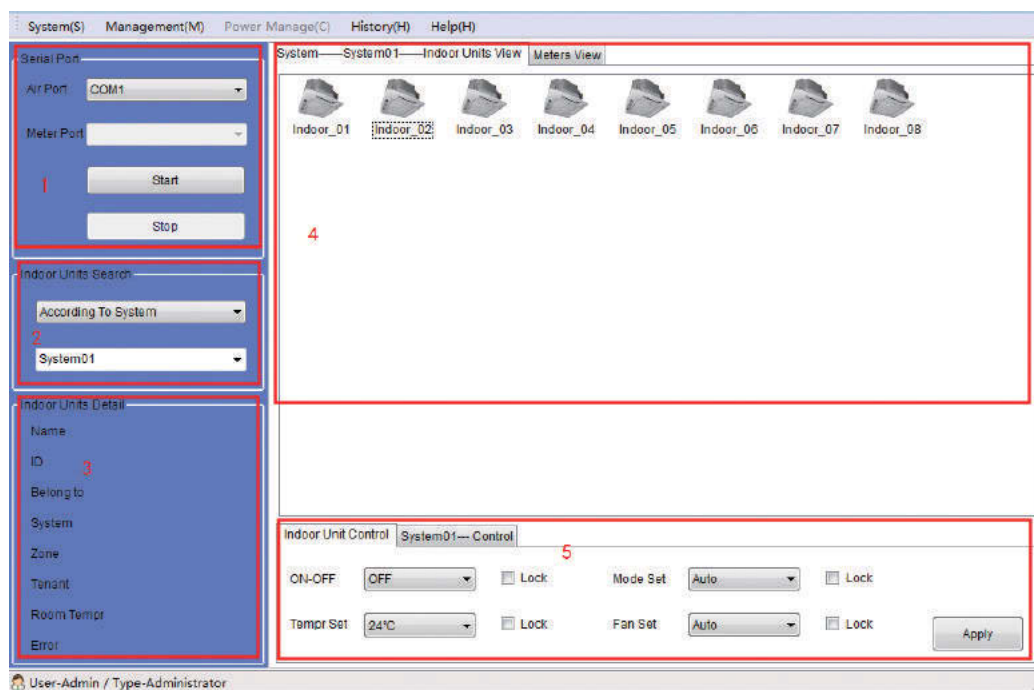 System(S) Management(M) Power Manage(C) History(H) Help(H)
Serial Port
Air Port COM1
Meter Port
1
Start
Stop
Indoor Units Search
According To System
2
System01
Indoor Units Detail
Name
ID
3
Belong to
System
Zone
Tenant
Room Tempr
Error
System-----System01-----Indoor Units View Meters View
Indoor_01 Indoor_02 Indoor_03 Indoor_04 Indoor_05 Indoor_06 Indoor_07 Indoor_08
4
Indoor Unit Control System01--- Control
5
ON-OFF OFF Lock Mode Set Auto Lock
Tempr Set 24℃ Lock Fan Set Auto Lock
Apply
User-Admin / Type-Administrator